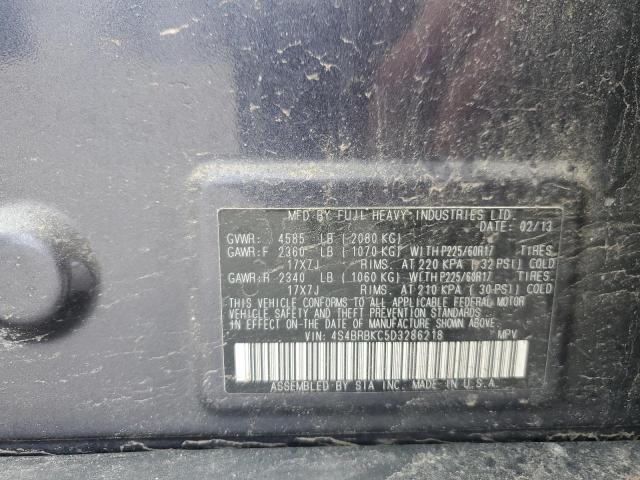 MFD BY FUJI HEAVY INDUSTRIES LTD.
DATE: 02/13
GVWR: 4585 LB ( 2080 KG)
GAWR:F 2360 LB ( 1070 KG) WITH P225/60R17 TIRES.
17X7J RIMS. AT 220 KPA ( 32 PSI) COLD
GAWR:R 2340 LB ( 1060 KG) WITH P225/60R17 TIRES.
17X7J RIMS. AT 210 KPA ( 30 PSI) COLD
THIS VEHICLE CONFORMS TO ALL APPLICABLE FEDERAL MOTOR
VEHICLE SAFETY AND THEFT PREVENTION STANDARDS
IN EFFECT ON THE DATE OF MANUFACTURE SHOWN ABOVE.
VIN: 4S4BRBKC5D3286218 MPV
ASSEMBLED BY SIA INC. MADE IN U.S.A.